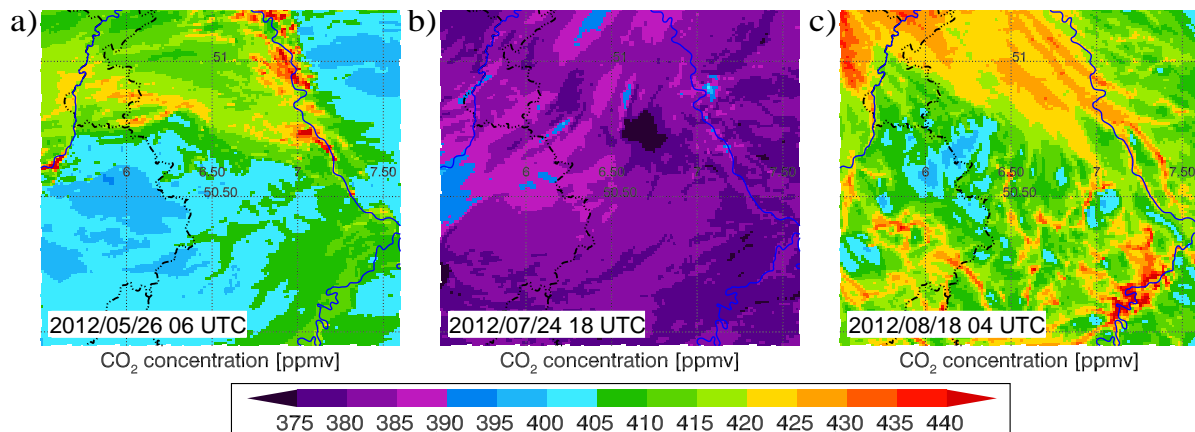 a)
51
6
6.50
7
7.50
50.50
2012/05/26 06 UTC
CO₂ concentration [ppmv]
b)
51
6
6.50
7
7.50
50.50
2012/07/24 18 UTC
CO₂ concentration [ppmv]
c)
51
6
6.50
7
7.50
50.50
2012/08/18 04 UTC
CO₂ concentration [ppmv]
375 380 385 390 395 400 405 410 415 420 425 430 435 440